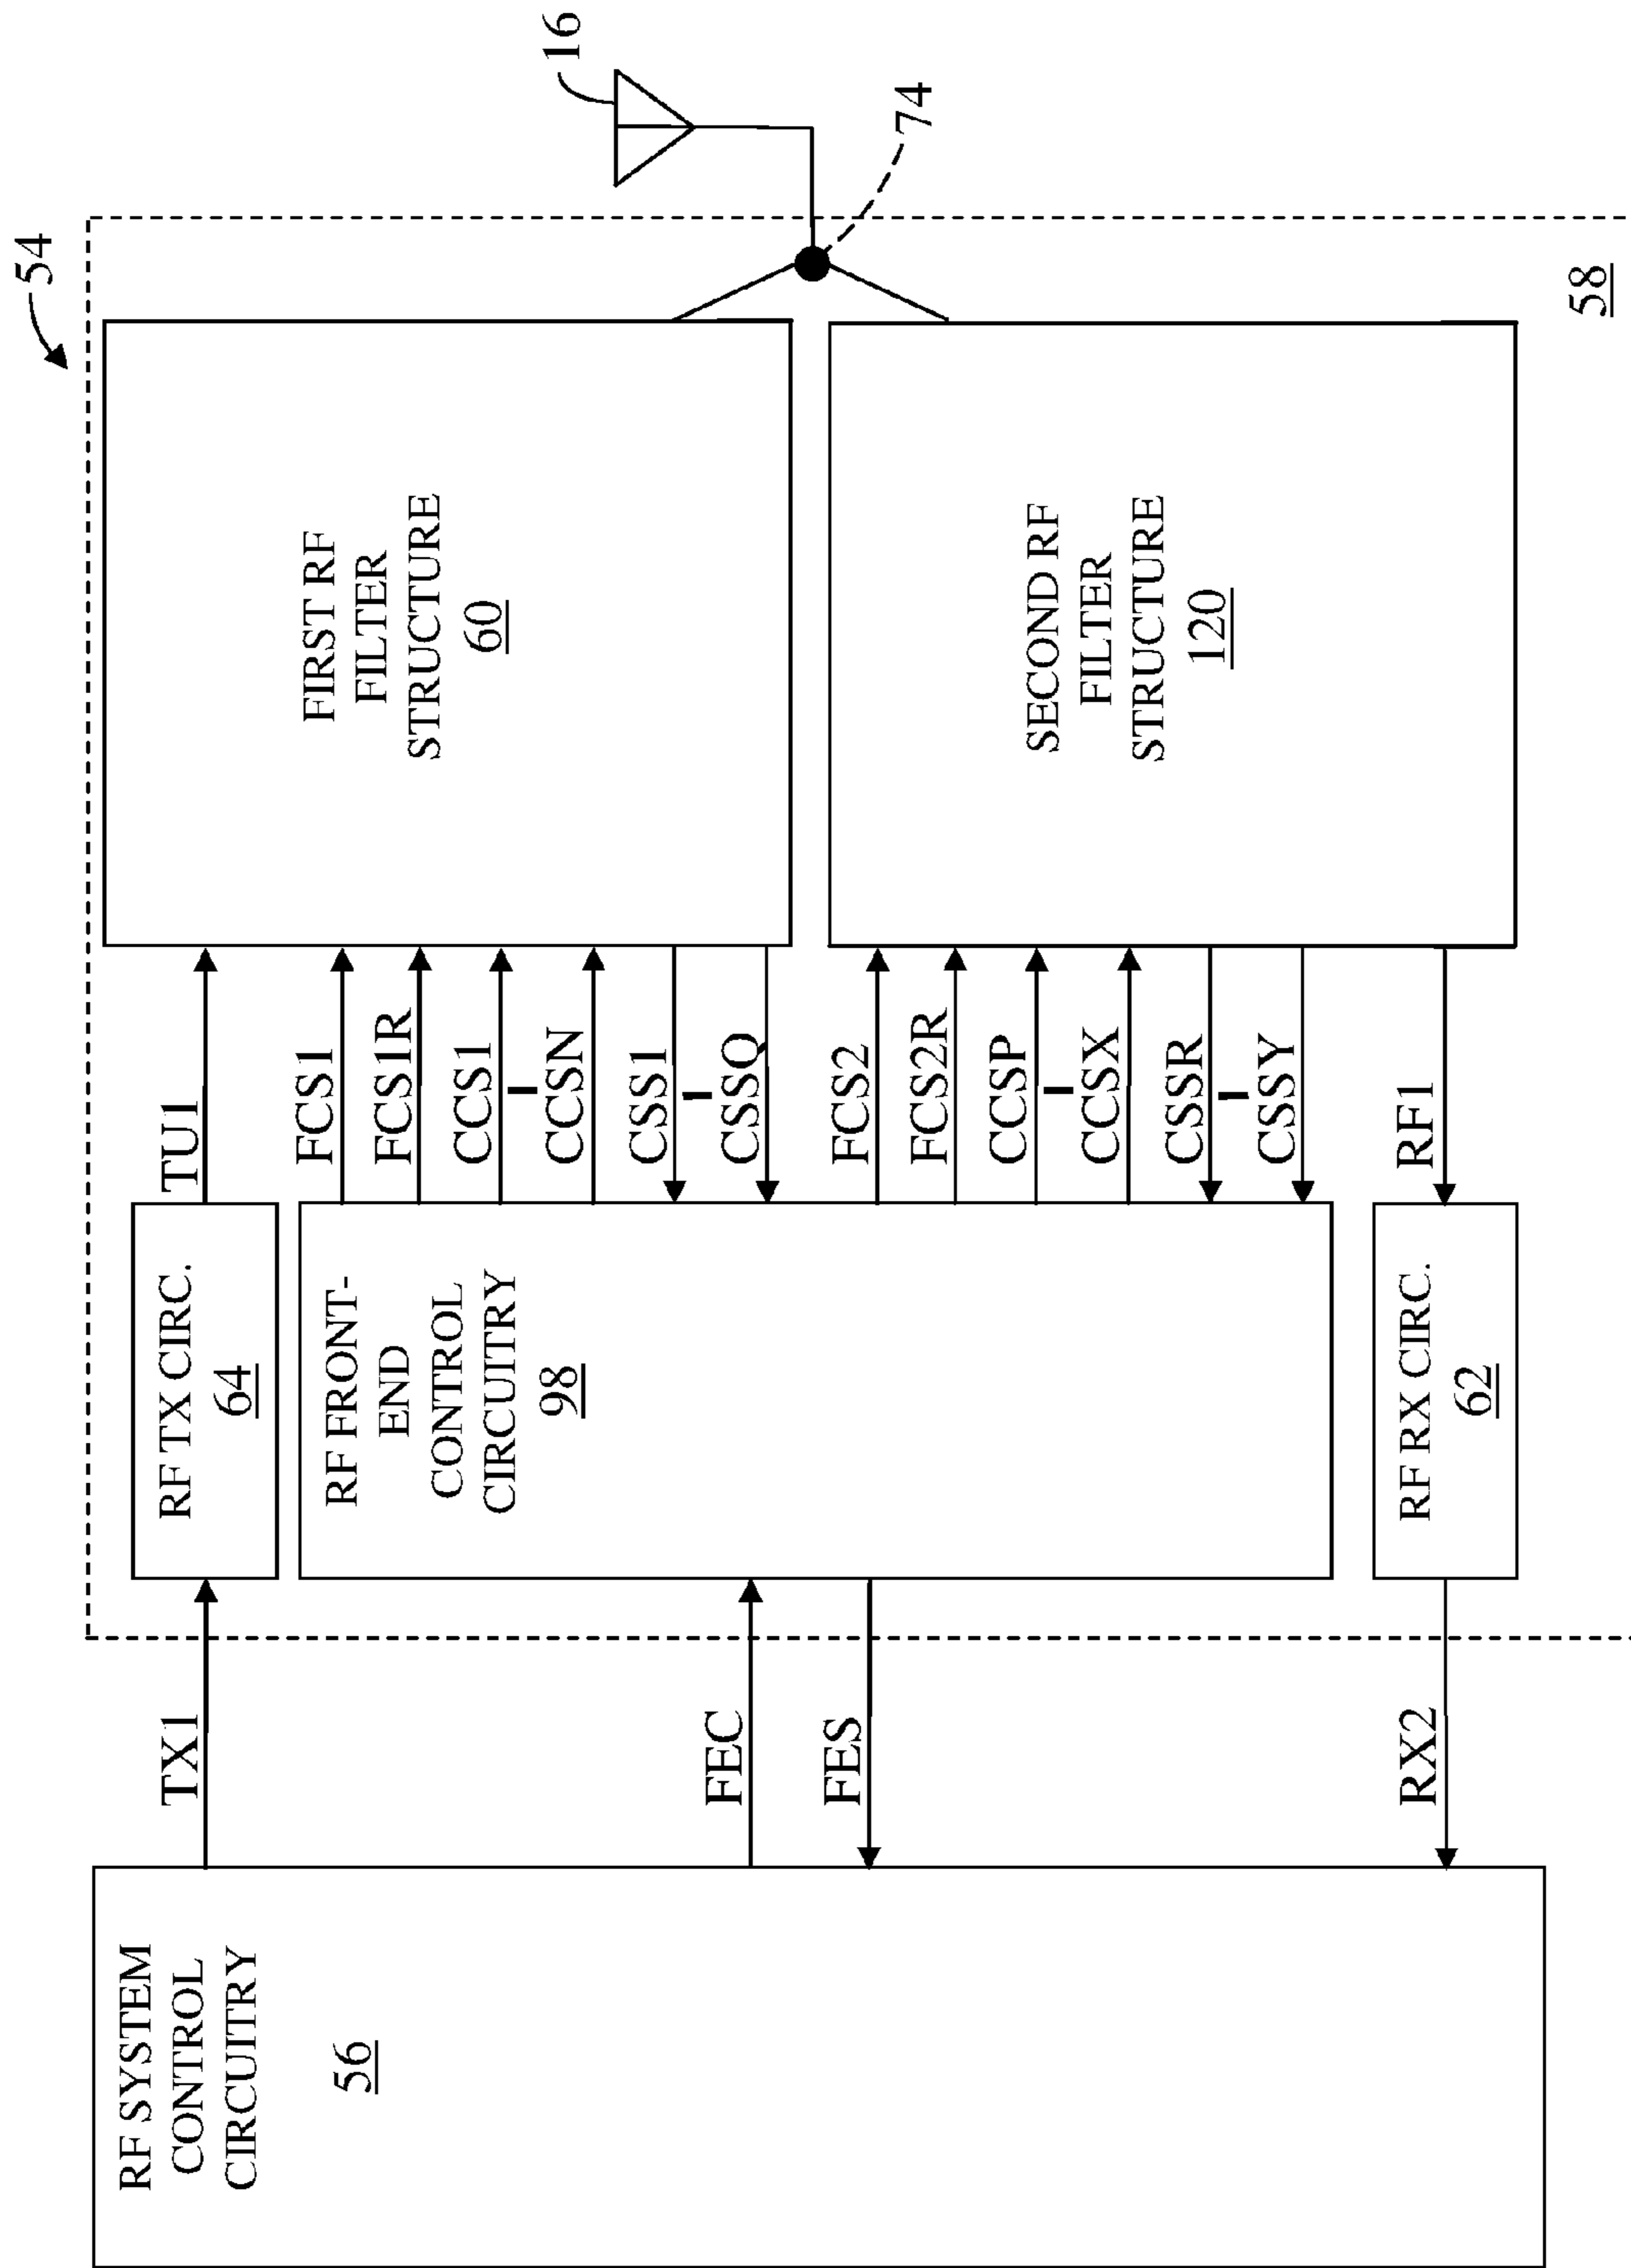 54
16
74
58
RF SYSTEM
CONTROL
CIRCUITRY
56
TX1
FEC
FES
RX2
RF TX CIRC.
64
RF FRONT-
END
CONTROL
CIRCUITRY
98
RF RX CIRC.
62
TU1
FCS1
FCS1R
CCS1
-
CCSN
CSS1
-
CSSQ
FCS2
FCS2R
CCSP
-
CCSX
CSSR
-
CSSY
RF1
FIRST RF
FILTER
STRUCTURE
60
SECOND RF
FILTER
STRUCTURE
120